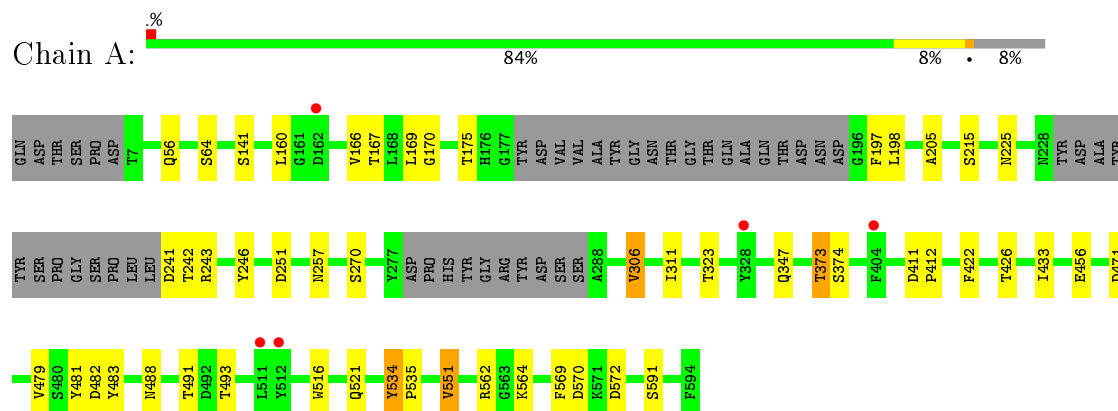 .%
Chain A:
84% 8% • 8%
GLN ASP THR SER PRO ASP T7 Q56 S64 S141 L160 G161 D162 V166 T167 L168 L169 G170 T175 H176 G177 TYR ASP VAL VAL ALA TYR GLY ASN THR GLY THR GLN ALA GLN THR ASP ASN ASP G196 F197 L198 A205 S215 N225 N228 TYR ASP ALA TYR
TYR SER PRO GLY SER PRO LEU LEU D241 T242 R243 Y246 D251 N257 S270 Y277 ASP PRO HIS TYR GLY ARG TYR ASP SER SER A288 V306 I311 T323 Y328 Q347 T373 S374 F404 D411 P412 F422 T426 I433 E456 D471
V479 S480 Y481 D482 Y483 N488 T491 D492 T493 L511 Y512 W516 Q521 Y534 P535 V551 R562 G563 K564 F569 D570 K571 D572 S591 F594